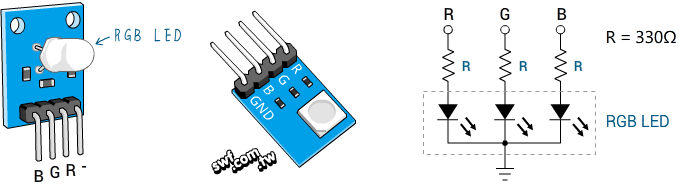 RGB LED
B G R -
R
G
B
GND
swf.com.tw
R G B
R = 330Ω
R R R
RGB LED